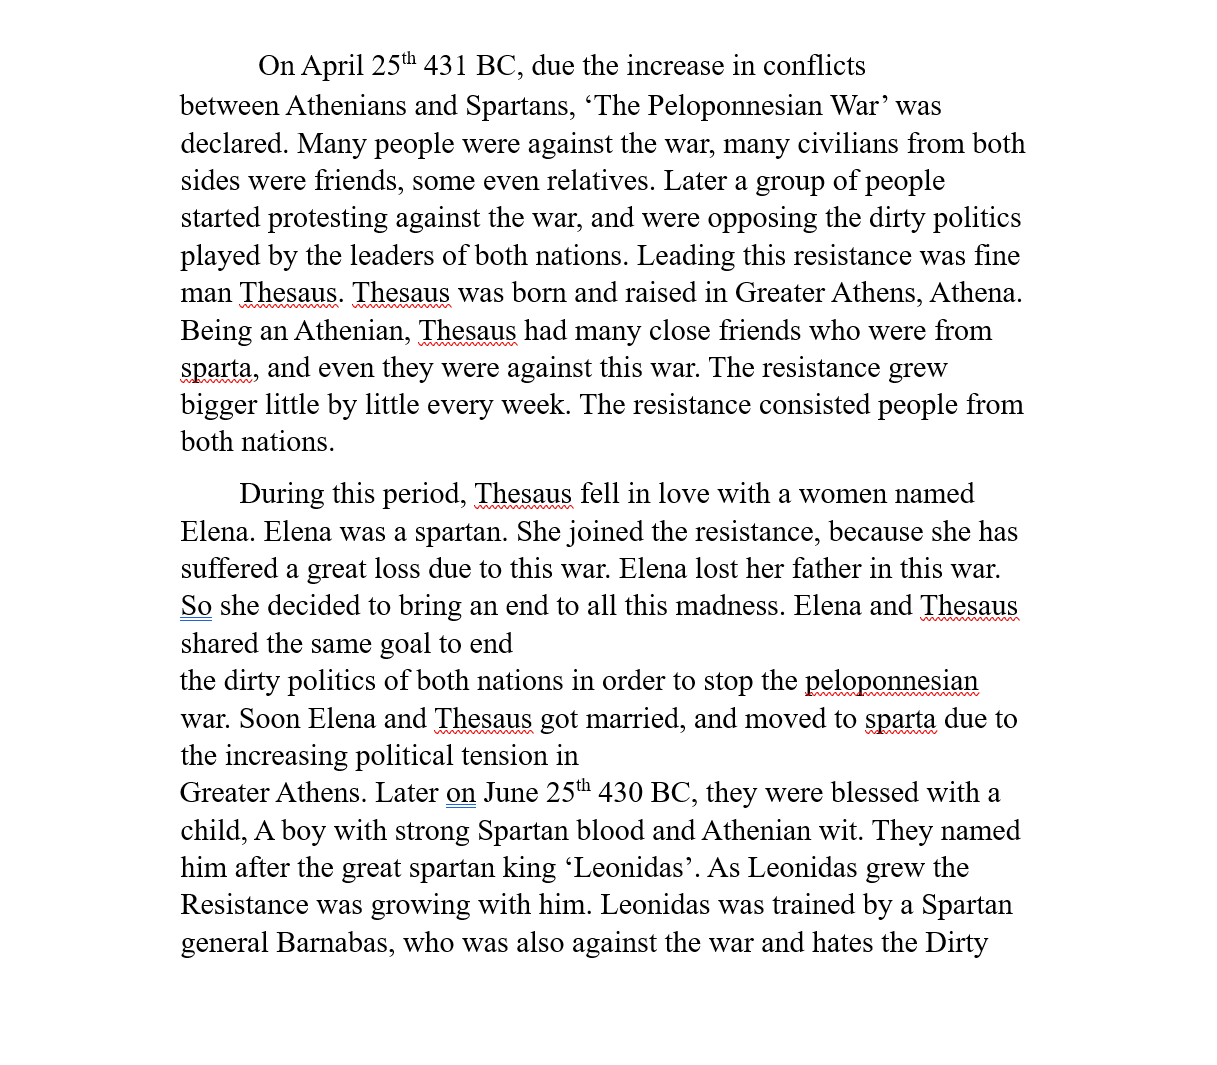 On April 25th 431 BC, due the increase in conflicts
between Athenians and Spartans, ‘The Peloponnesian War’ was
declared. Many people were against the war, many civilians from both
sides were friends, some even relatives. Later a group of people
started protesting against the war, and were opposing the dirty politics
played by the leaders of both nations. Leading this resistance was fine
man Thesaus. Thesaus was born and raised in Greater Athens, Athena.
Being an Athenian, Thesaus had many close friends who were from
sparta, and even they were against this war. The resistance grew
bigger little by little every week. The resistance consisted people from
both nations.
During this period, Thesaus fell in love with a women named
Elena. Elena was a spartan. She joined the resistance, because she has
suffered a great loss due to this war. Elena lost her father in this war.
So she decided to bring an end to all this madness. Elena and Thesaus
shared the same goal to end
the dirty politics of both nations in order to stop the peloponnesian
war. Soon Elena and Thesaus got married, and moved to sparta due to
the increasing political tension in
Greater Athens. Later on June 25th 430 BC, they were blessed with a
child, A boy with strong Spartan blood and Athenian wit. They named
him after the great spartan king ‘Leonidas’. As Leonidas grew the
Resistance was growing with him. Leonidas was trained by a Spartan
general Barnabas, who was also against the war and hates the Dirty